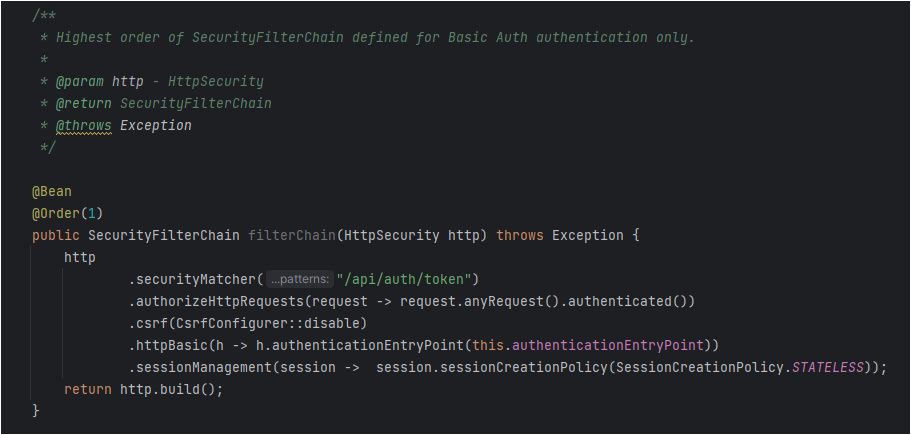 /**
 * Highest order of SecurityFilterChain defined for Basic Auth authentication only.
 *
 * @param http - HttpSecurity
 * @return SecurityFilterChain
 * @throws Exception
 */
@Bean
@Order(1)
public SecurityFilterChain filterChain(HttpSecurity http) throws Exception {
    http
            .securityMatcher( ...patterns: "/api/auth/token")
            .authorizeHttpRequests(request -> request.anyRequest().authenticated())
            .csrf(CsrfConfigurer::disable)
            .httpBasic(h -> h.authenticationEntryPoint(this.authenticationEntryPoint))
            .sessionManagement(session ->  session.sessionCreationPolicy(SessionCreationPolicy.STATELESS));
    return http.build();
}